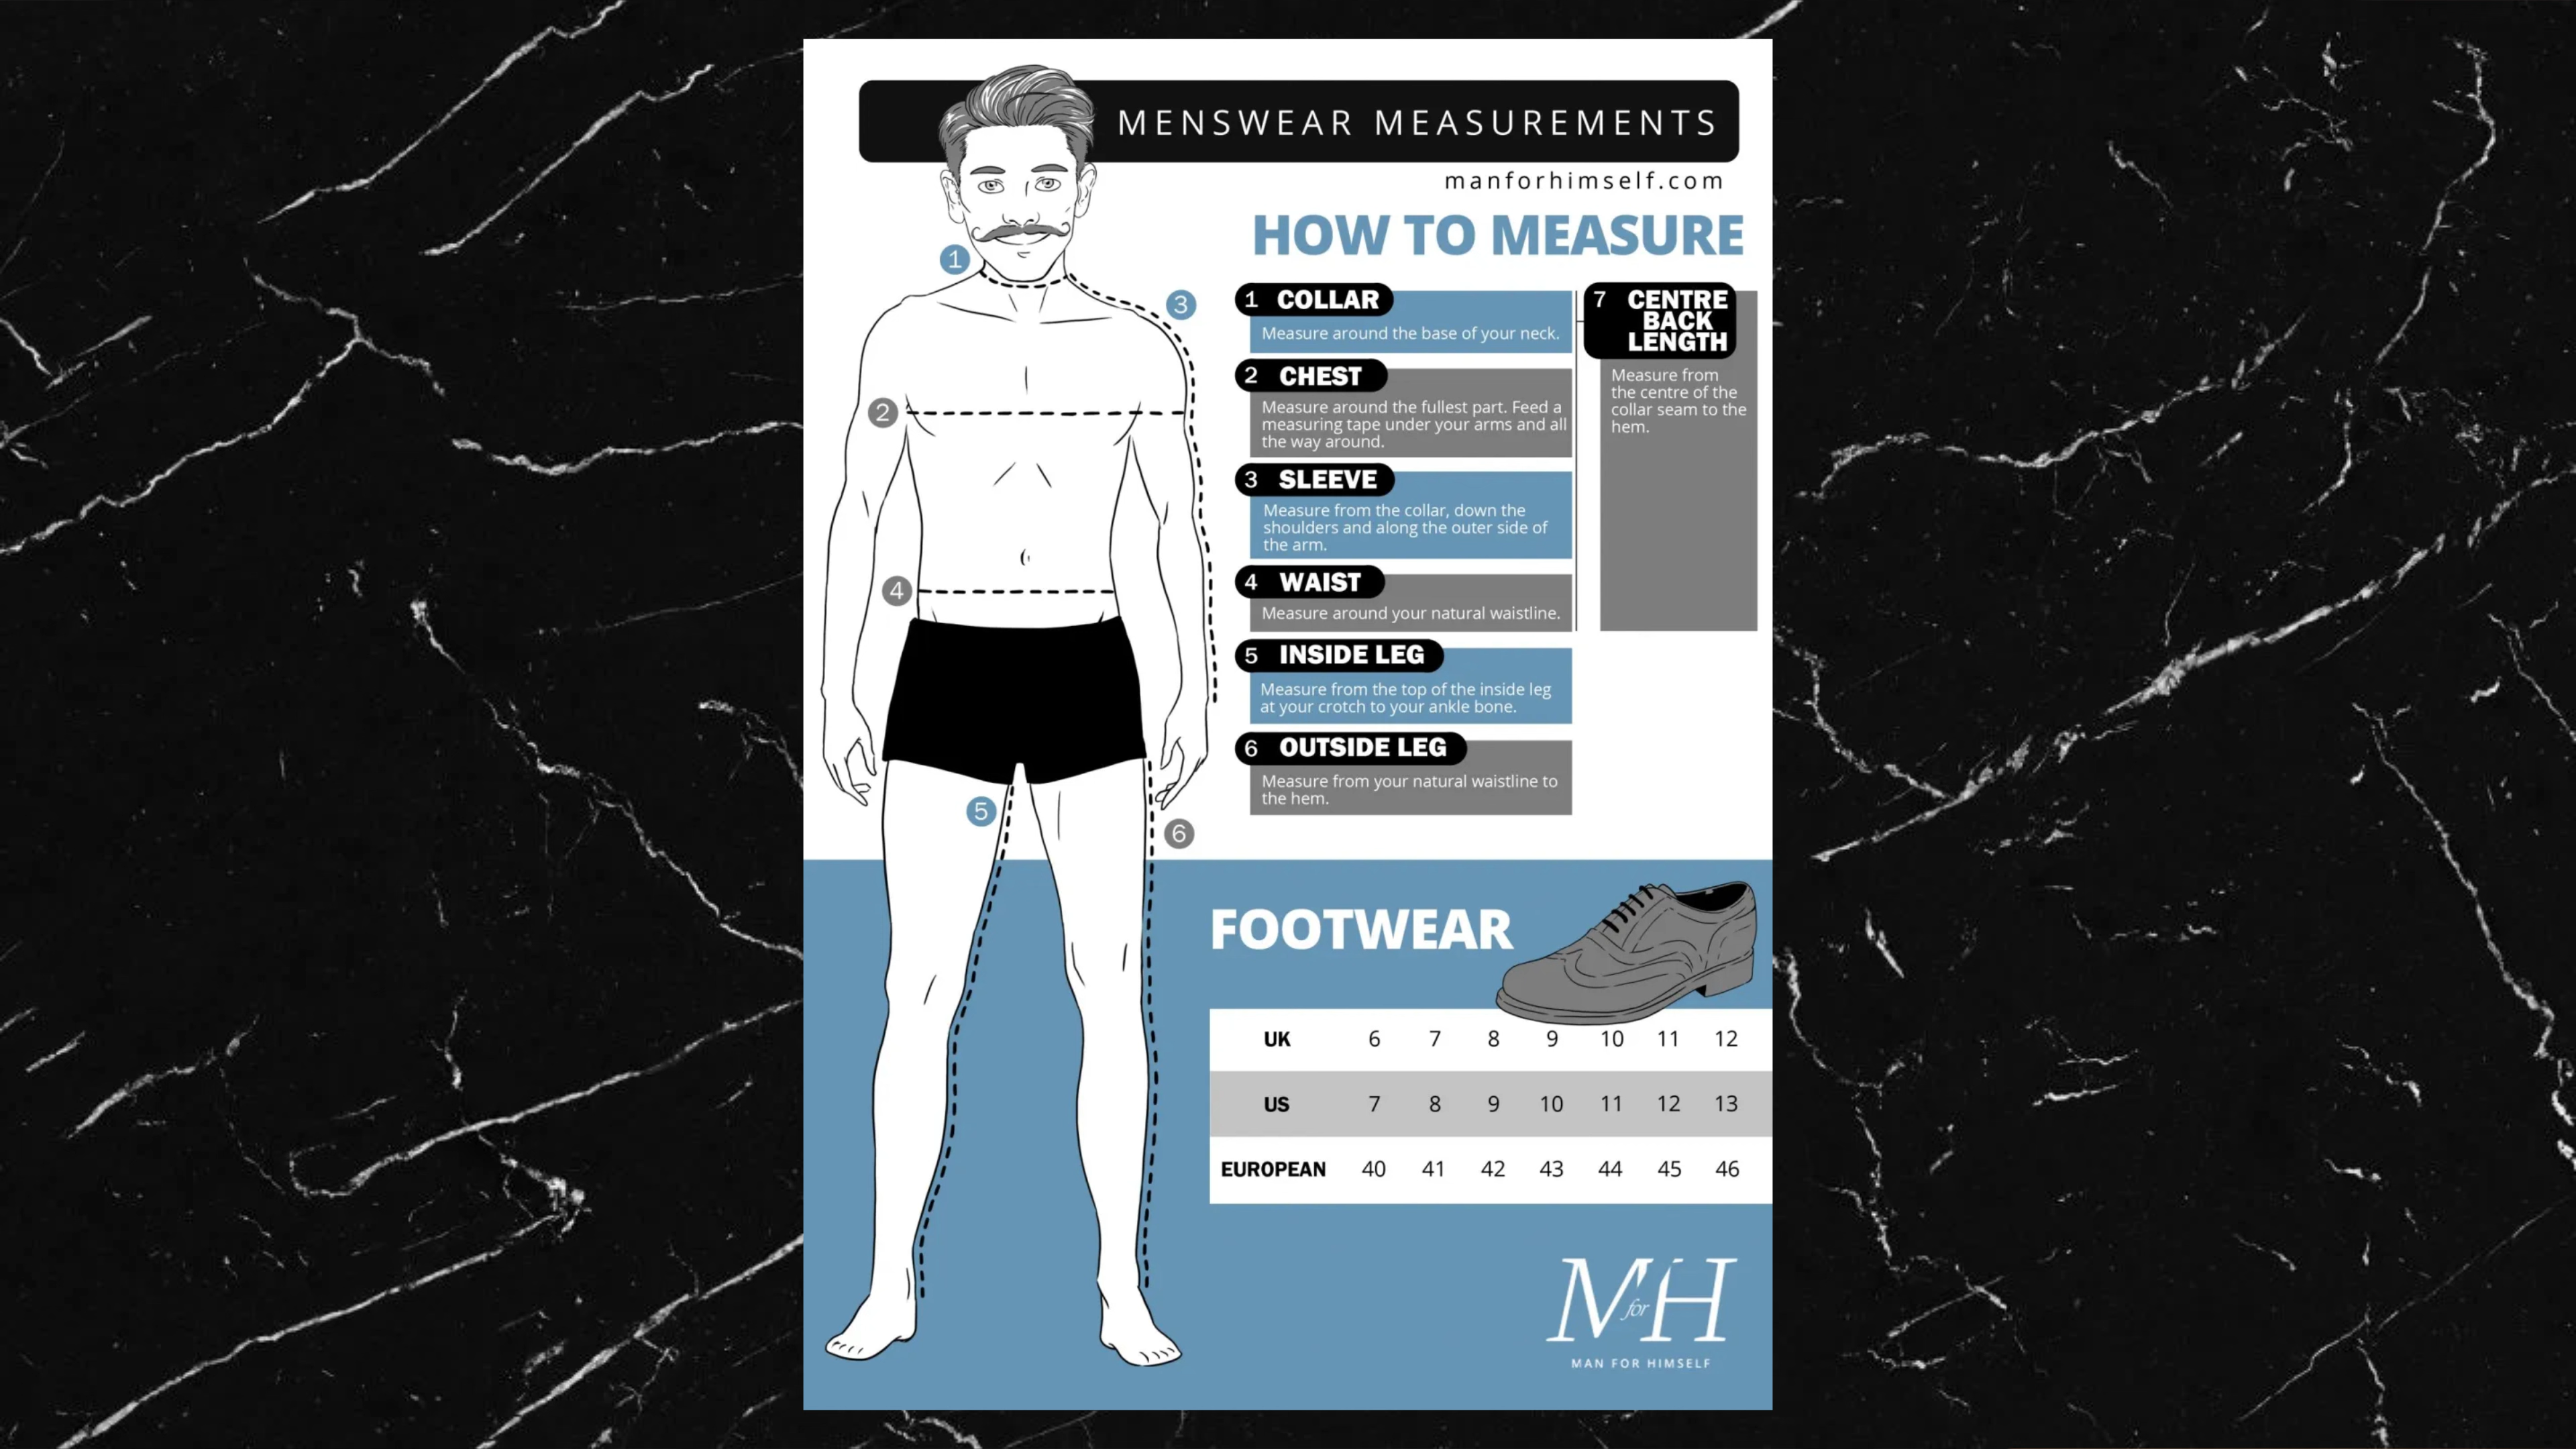 MENSWEAR MEASUREMENTS
manforhimself.com
HOW TO MEASURE
1 COLLAR
Measure around the base of your neck.
2 CHEST
Measure around the fullest part. Feed a
measuring tape under your arms and all
the way around.
3 SLEEVE
Measure from the collar, down the
shoulders and along the outer side of
the arm.
4 WAIST
Measure around your natural waistline.
5 INSIDE LEG
Measure from the top of the inside leg
at your crotch to your ankle bone.
6 OUTSIDE LEG
Measure from your natural waistline to
the hem.
7 CENTRE
BACK
LENGTH
Measure from
the centre of the
collar seam to the
hem.
1
3
2
4
5
6
FOOTWEAR
UK 6 7 8 9 10 11 12
US 7 8 9 10 11 12 13
EUROPEAN 40 41 42 43 44 45 46
M for H
MAN FOR HIMSELF